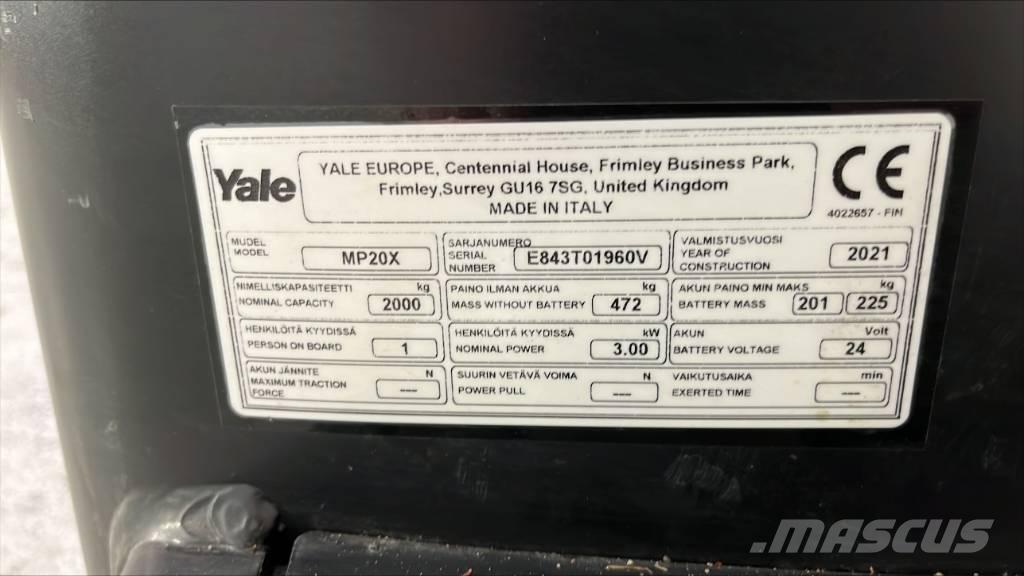 Yale
YALE EUROPE, Centennial House, Frimley Business Park,
Frimley,Surrey GU16 7SG, United Kingdom
MADE IN ITALY
CE
4022657 - FIN
MUDEL
MODEL
MP20X
SARJANUMERO
SERIAL
NUMBER
E843T01960V
VALMISTUSVUOSI
YEAR OF
CONSTRUCTION
2021
NIMELLISKAPASITEETTI kg
NOMINAL CAPACITY 2000
PAINO ILMAN AKKUA kg
MASS WITHOUT BATTERY 472
AKUN PAINO MIN MAKS kg
BATTERY MASS 201 225
HENKILÖITÄ KYYDISSÄ
PERSON ON BOARD 1
HENKILÖITÄ KYYDISSÄ kW
NOMINAL POWER 3.00
AKUN Volt
BATTERY VOLTAGE 24
AKUN JÄNNITE N
MAXIMUM TRACTION
FORCE ---
SUURIN VETÄVÄ VOIMA N
POWER PULL ---
VAIKUTUSAIKA min
EXERTED TIME ---
MASCUS